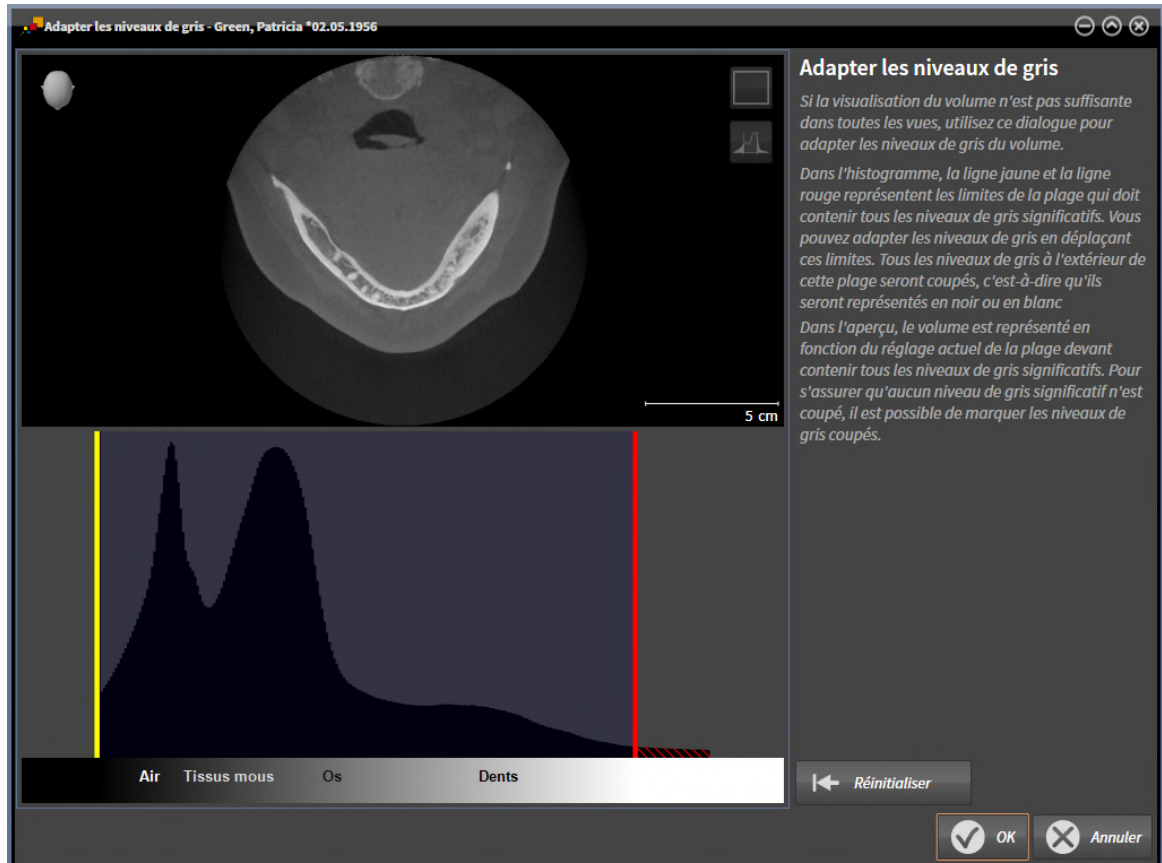 Adapter les niveaux de gris - Green, Patricia *02.05.1956
Adapter les niveaux de gris
Si la visualisation du volume n'est pas suffisante
dans toutes les vues, utilisez ce dialogue pour
adapter les niveaux de gris du volume.
Dans l'histogramme, la ligne jaune et la ligne
rouge représentent les limites de la plage qui doit
contenir tous les niveaux de gris significatifs. Vous
pouvez adapter les niveaux de gris en déplaçant
ces limites. Tous les niveaux de gris à l'extérieur de
cette plage seront coupés, c'est-à-dire qu'ils
seront représentés en noir ou en blanc
Dans l'aperçu, le volume est représenté en
fonction du réglage actuel de la plage devant
contenir tous les niveaux de gris significatifs. Pour
s'assurer qu'aucun niveau de gris significatif n'est
coupé, il est possible de marquer les niveaux de
gris coupés.
5 cm
Air Tissus mous Os Dents
Réinitialiser
OK Annuler